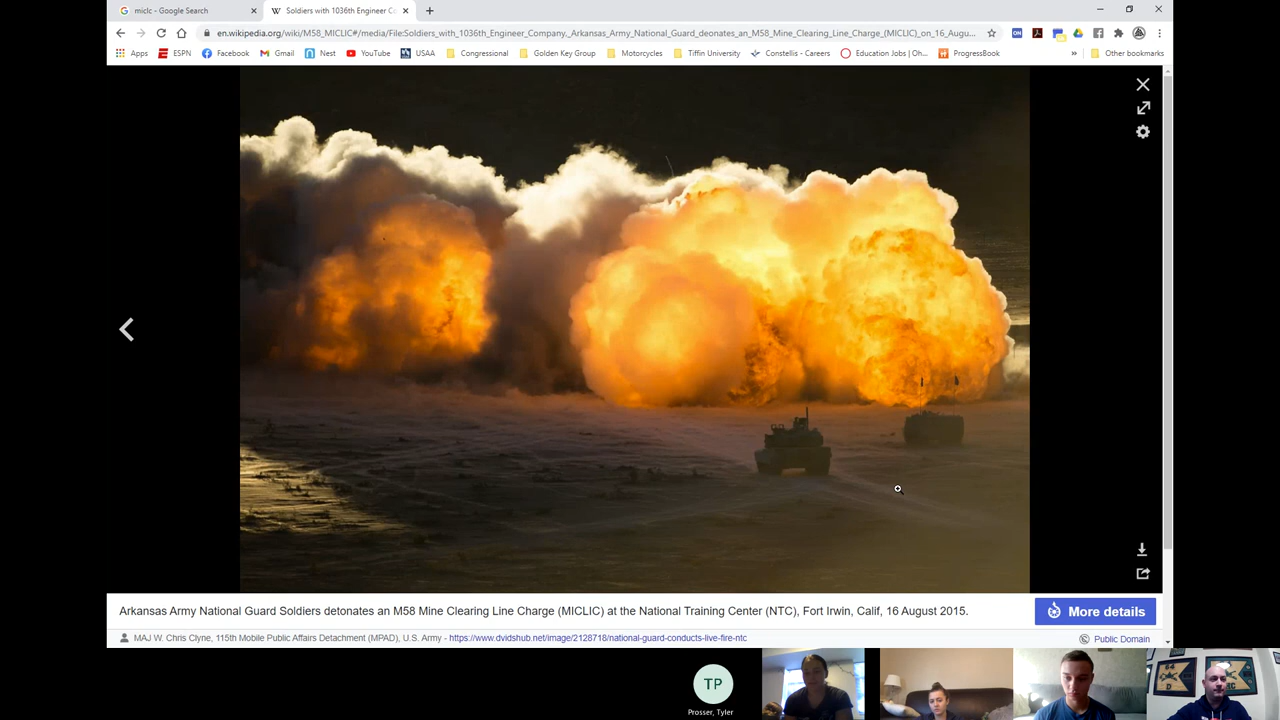 miclc - Google Search
Soldiers with 1036th Engineer C
en.wikipedia.org/wiki/M58_MICLIC#/media/File:Soldiers_with_1036th_Engineer_Company,_Arkansas_Army_National_Guard_deonates_an_M58_Mine_Clearing_Line_Charge_(MICLIC)_on_16_Augu...
Apps ESPN Facebook Gmail Nest YouTube USAA Congressional Golden Key Group Motorcycles Tiffin University Constellis - Careers Education Jobs | Oh... ProgressBook » Other bookmarks
Arkansas Army National Guard Soldiers detonates an M58 Mine Clearing Line Charge (MICLIC) at the National Training Center (NTC), Fort Irwin, Calif, 16 August 2015.
More details
MAJ W. Chris Clyne, 115th Mobile Public Affairs Detachment (MPAD), U.S. Army - https://www.dvidshub.net/image/2128718/national-guard-conducts-live-fire-ntc
Public Domain
TP
Prosser, Tyler